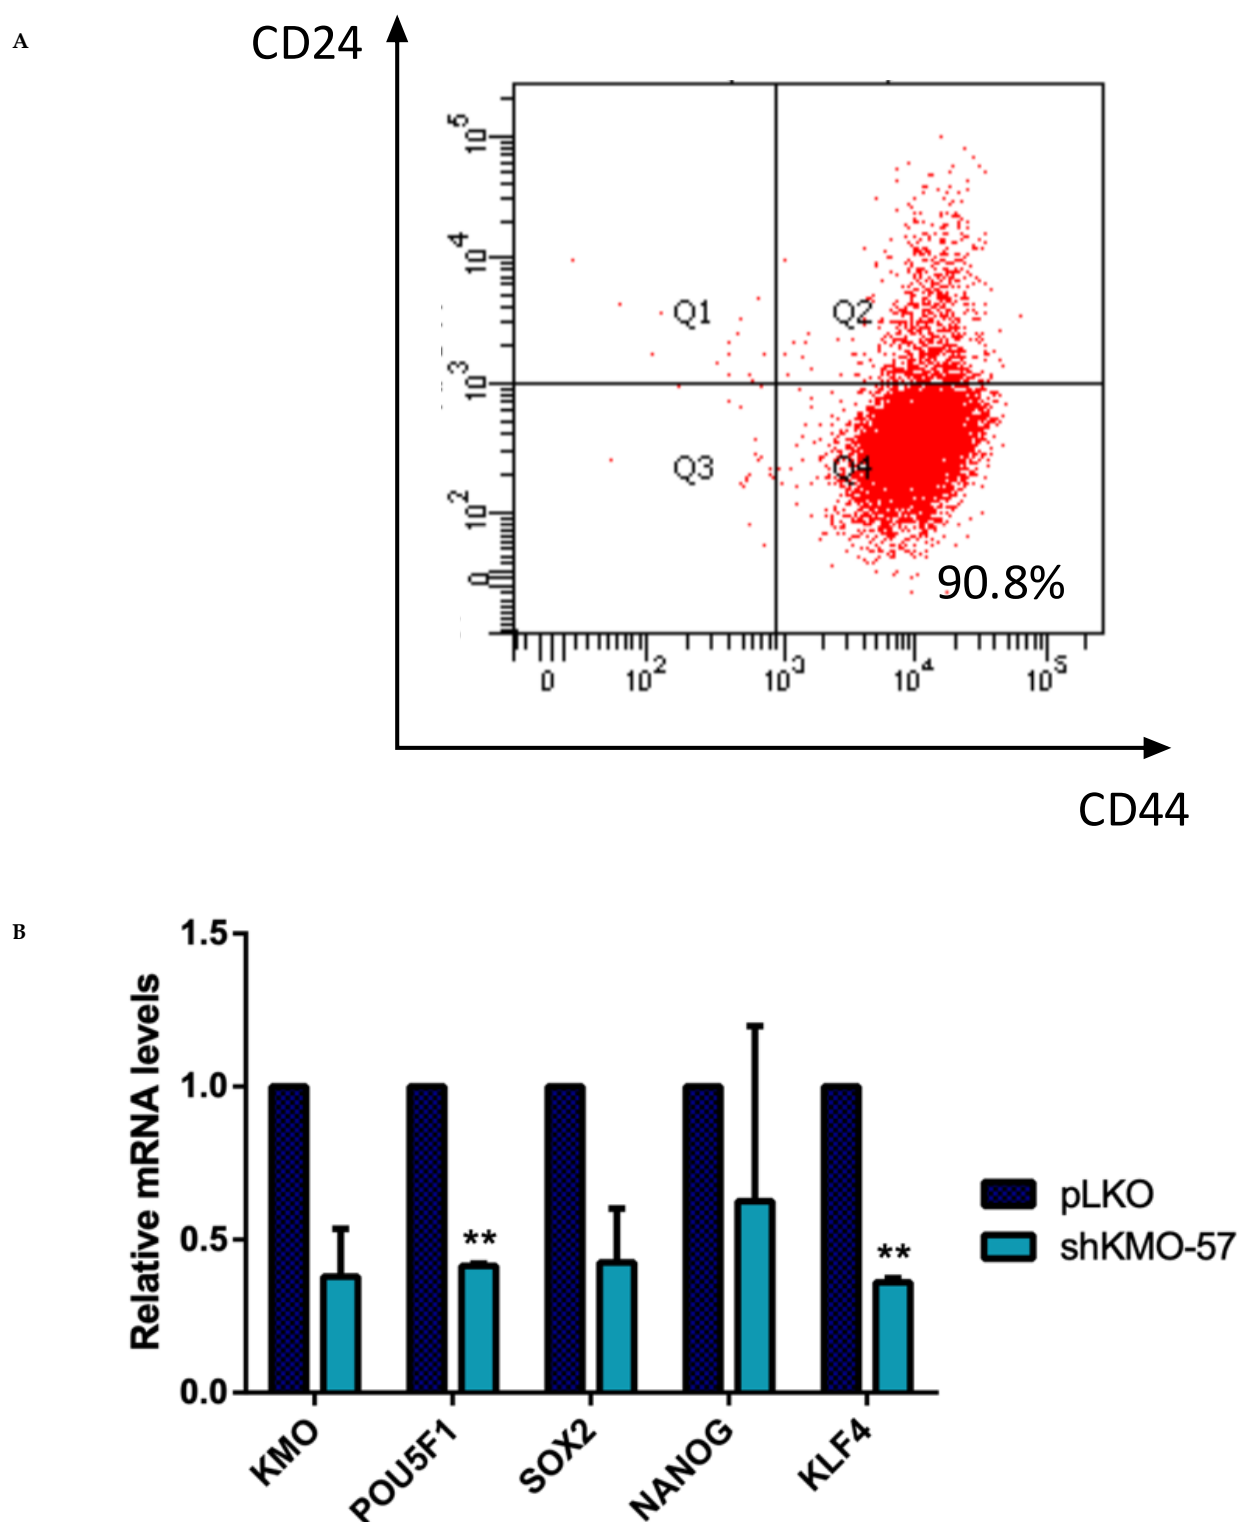 A
CD24
10^5
10^4
10^3
10^2
0
Q1
Q2
Q3
Q4
90.8%
0
10^2
10^3
10^4
10^5
CD44
B
Relative mRNA levels
1.5
1.0
0.5
0.0
**
**
KMO
POU5F1
SOX2
NANOG
KLF4
pLKO
shKMO-57